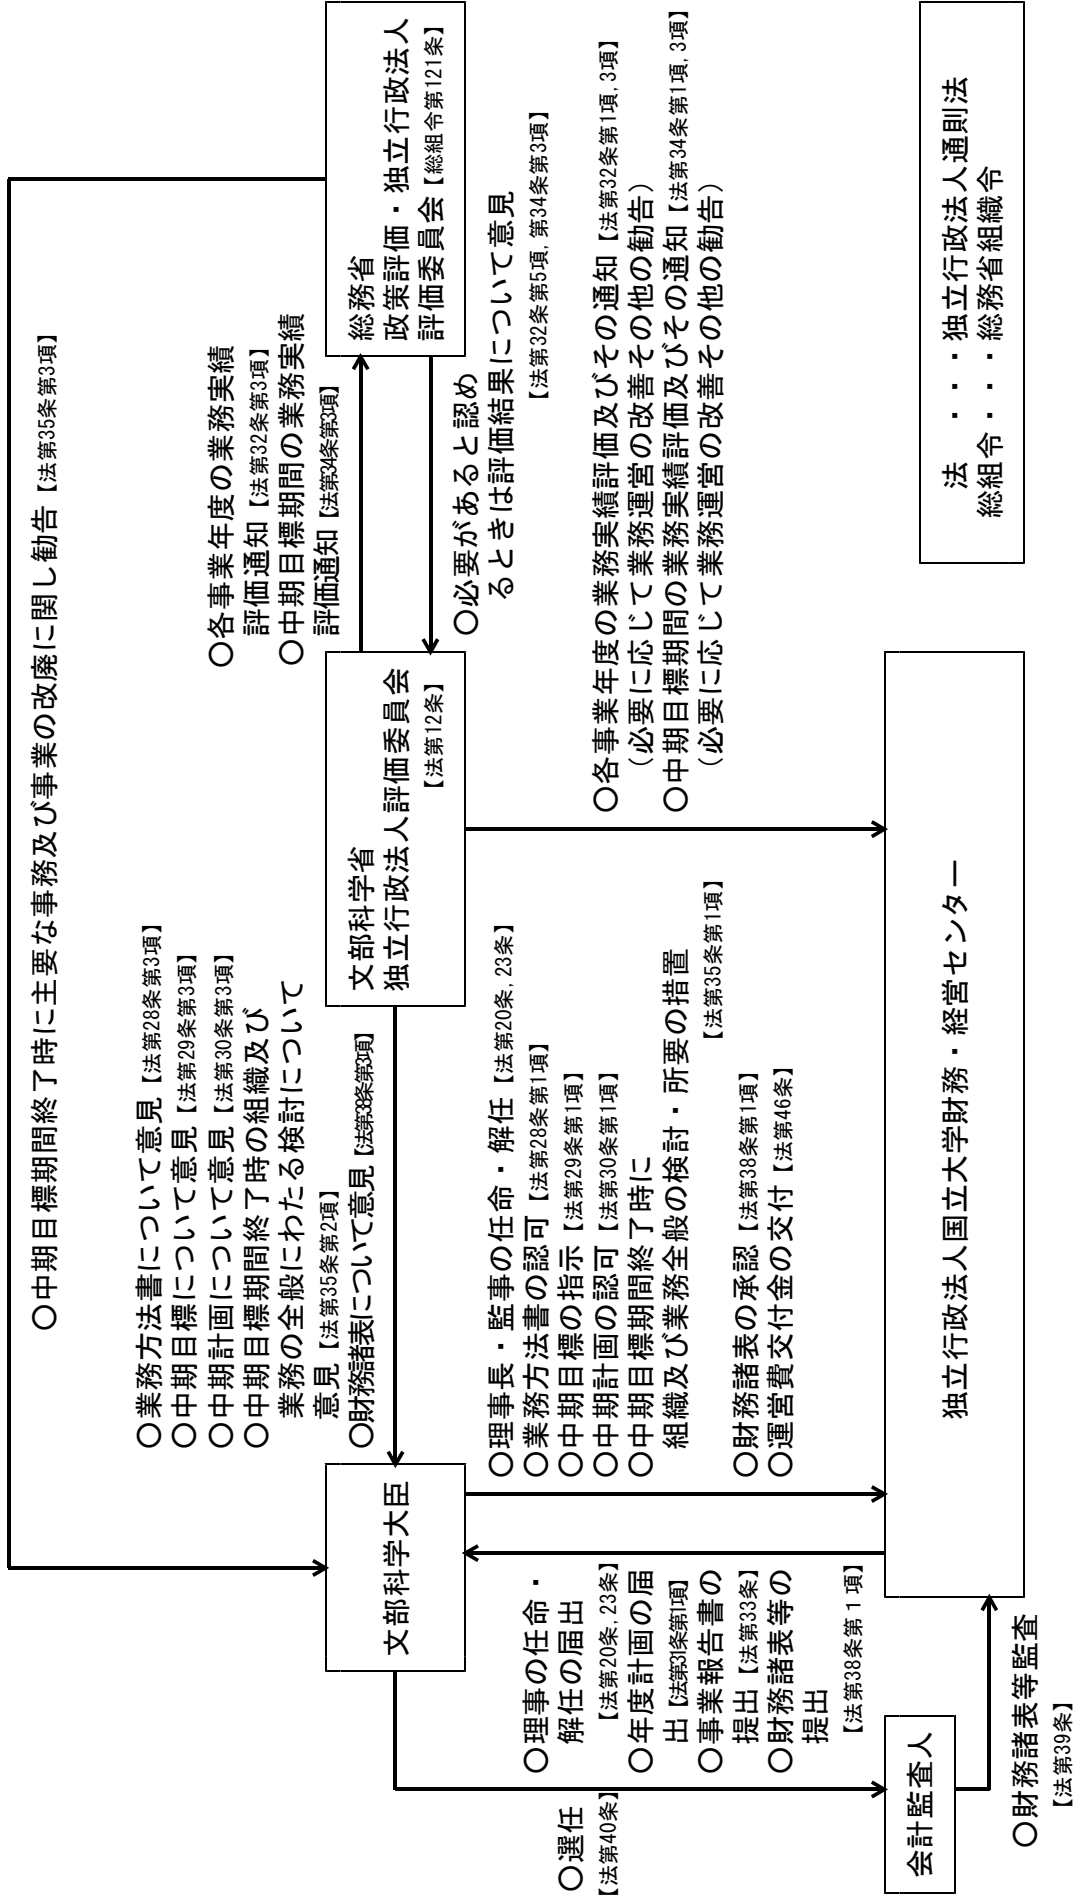 ○中期目標期間終了時に主要な事務及び事業の改廃に関し勧告【法第35条第3項】
○業務方法書について意見【法第28条第3項】
○中期目標について意見【法第29条第3項】
○中期計画について意見【法第30条第3項】
○中期目標期間終了時の組織及び
業務の全般にわたる検討について
意見【法第35条第2項】
○財務諸表について意見【法第38条第3項】
○各事業年度の業務実績
評価通知【法第32条第3項】
○中期目標期間の業務実績
評価通知【法第34条第3項】
文部科学大臣
文部科学省
独立行政法人評価委員会
【法第12条】
総務省
政策評価・独立行政法人
評価委員会【総組令第121条】
○必要があると認め
るときは評価結果について意見
【法第32条第5項,第34条第3項】
○選任
【法第40条】
○理事の任命・
解任の届出
【法第20条,23条】
○年度計画の届
出【法第31条第1項】
○事業報告書の
提出【法第33条】
○財務諸表等の
提出
【法第38条第１項】
○理事長・監事の任命・解任【法第20条,23条】
○業務方法書の認可【法第28条第1項】
○中期目標の指示【法第29条第1項】
○中期計画の認可【法第30条第1項】
○中期目標期間終了時に
組織及び業務全般の検討・所要の措置
【法第35条第1項】
○財務諸表の承認【法第38条第1項】
○運営費交付金の交付【法第46条】
○各事業年度の業務実績評価及びその通知【法第32条第1項,3項】
（必要に応じて業務運営の改善その他の勧告）
○中期目標期間の業務実績評価及びその通知【法第34条第1項,3項】
（必要に応じて業務運営の改善その他の勧告）
会計監査人
独立行政法人国立大学財務・経営センター
○財務諸表等監査
【法第39条】
法　・・・独立行政法人通則法
総組令・・・総務省組織令